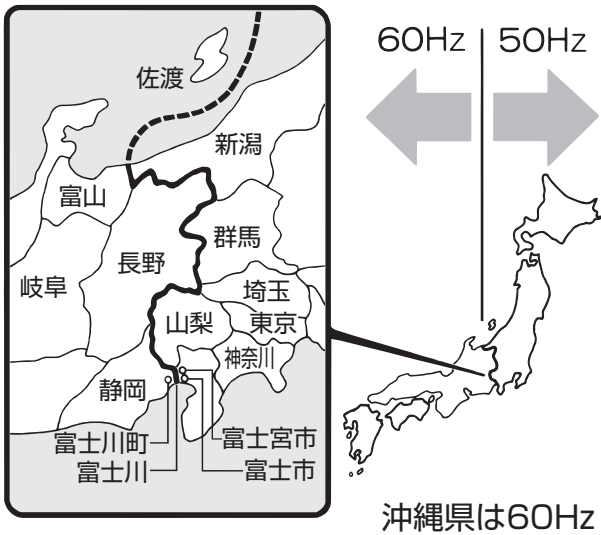 60Hz
50Hz
佐渡
新潟
富山
群馬
長野
岐阜
埼玉
山梨
東京
神奈川
静岡
富士川町
富士宮市
富士川
富士市
沖縄県は60Hz